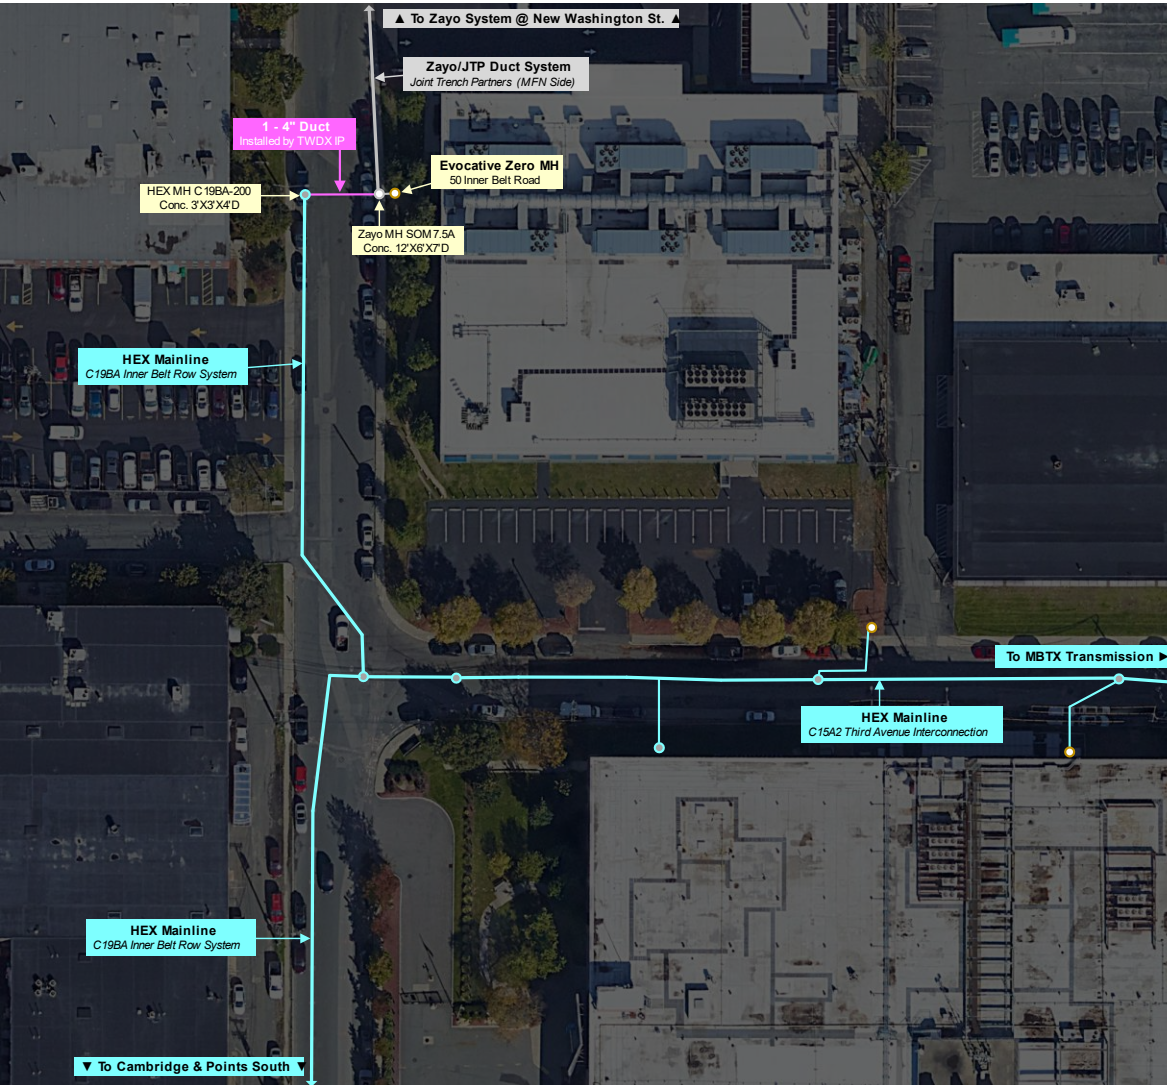 ▲ To Zayo System @ New Washington St. ▲
Zayo/JTP Duct System
Joint Trench Partners (MFN Side)
1 - 4" Duct
Installed by TWDX IP
Evocative Zero MH
50 Inner Belt Road
HEX MH C19BA-200
Conc. 3'X3'X4'D
Zayo MH SOM7.5A
Conc. 12'X6'X7'D
HEX Mainline
C19BA Inner Belt Row System
To MBTX Transmission ►
HEX Mainline
C15A2 Third Avenue Interconnection
HEX Mainline
C19BA Inner Belt Row System
▼ To Cambridge & Points South ▼